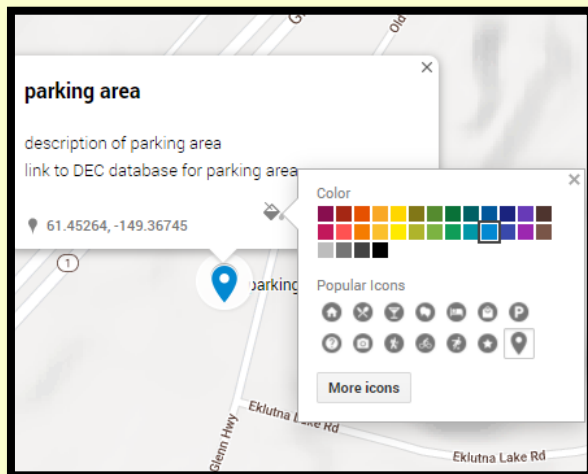 G
Old
parking area
description of parking area
link to DEC database for parking area
61.45264, -149.36745
Color
1
parking
Popular Icons
P
?
More icons
Eklutna Lake Rd
Glenn Hwy
Eklutna Lake Rd